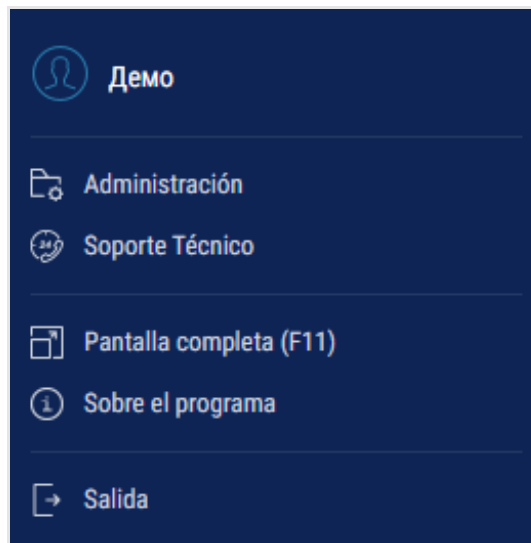 Демо
Administración
Soporte Técnico
Pantalla completa (F11)
Sobre el programa
Salida